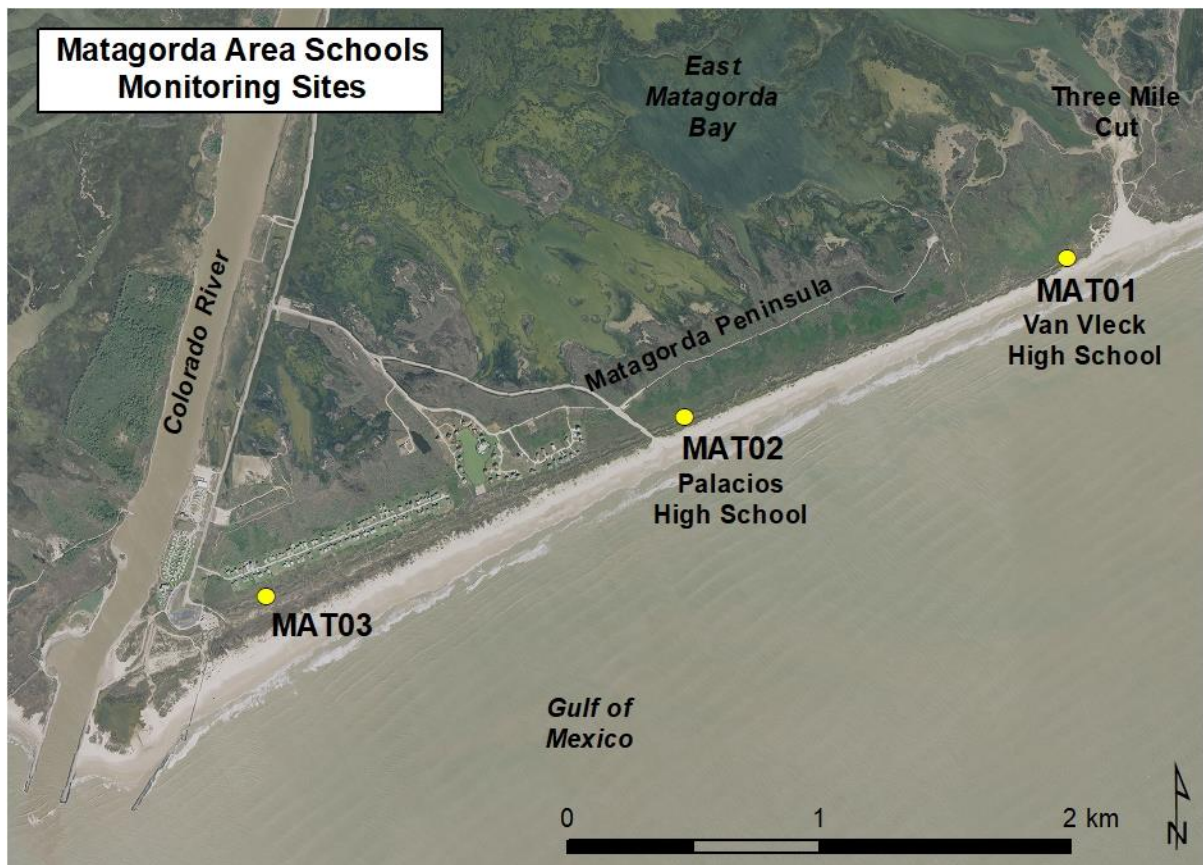 Matagorda Area Schools
Monitoring Sites
East
Matagorda
Bay
Three Mile
Cut
Colorado River
Matagorda Peninsula
MAT01
Van Vleck
High School
MAT02
Palacios
High School
MAT03
Gulf of
Mexico
0 1 2 km
N